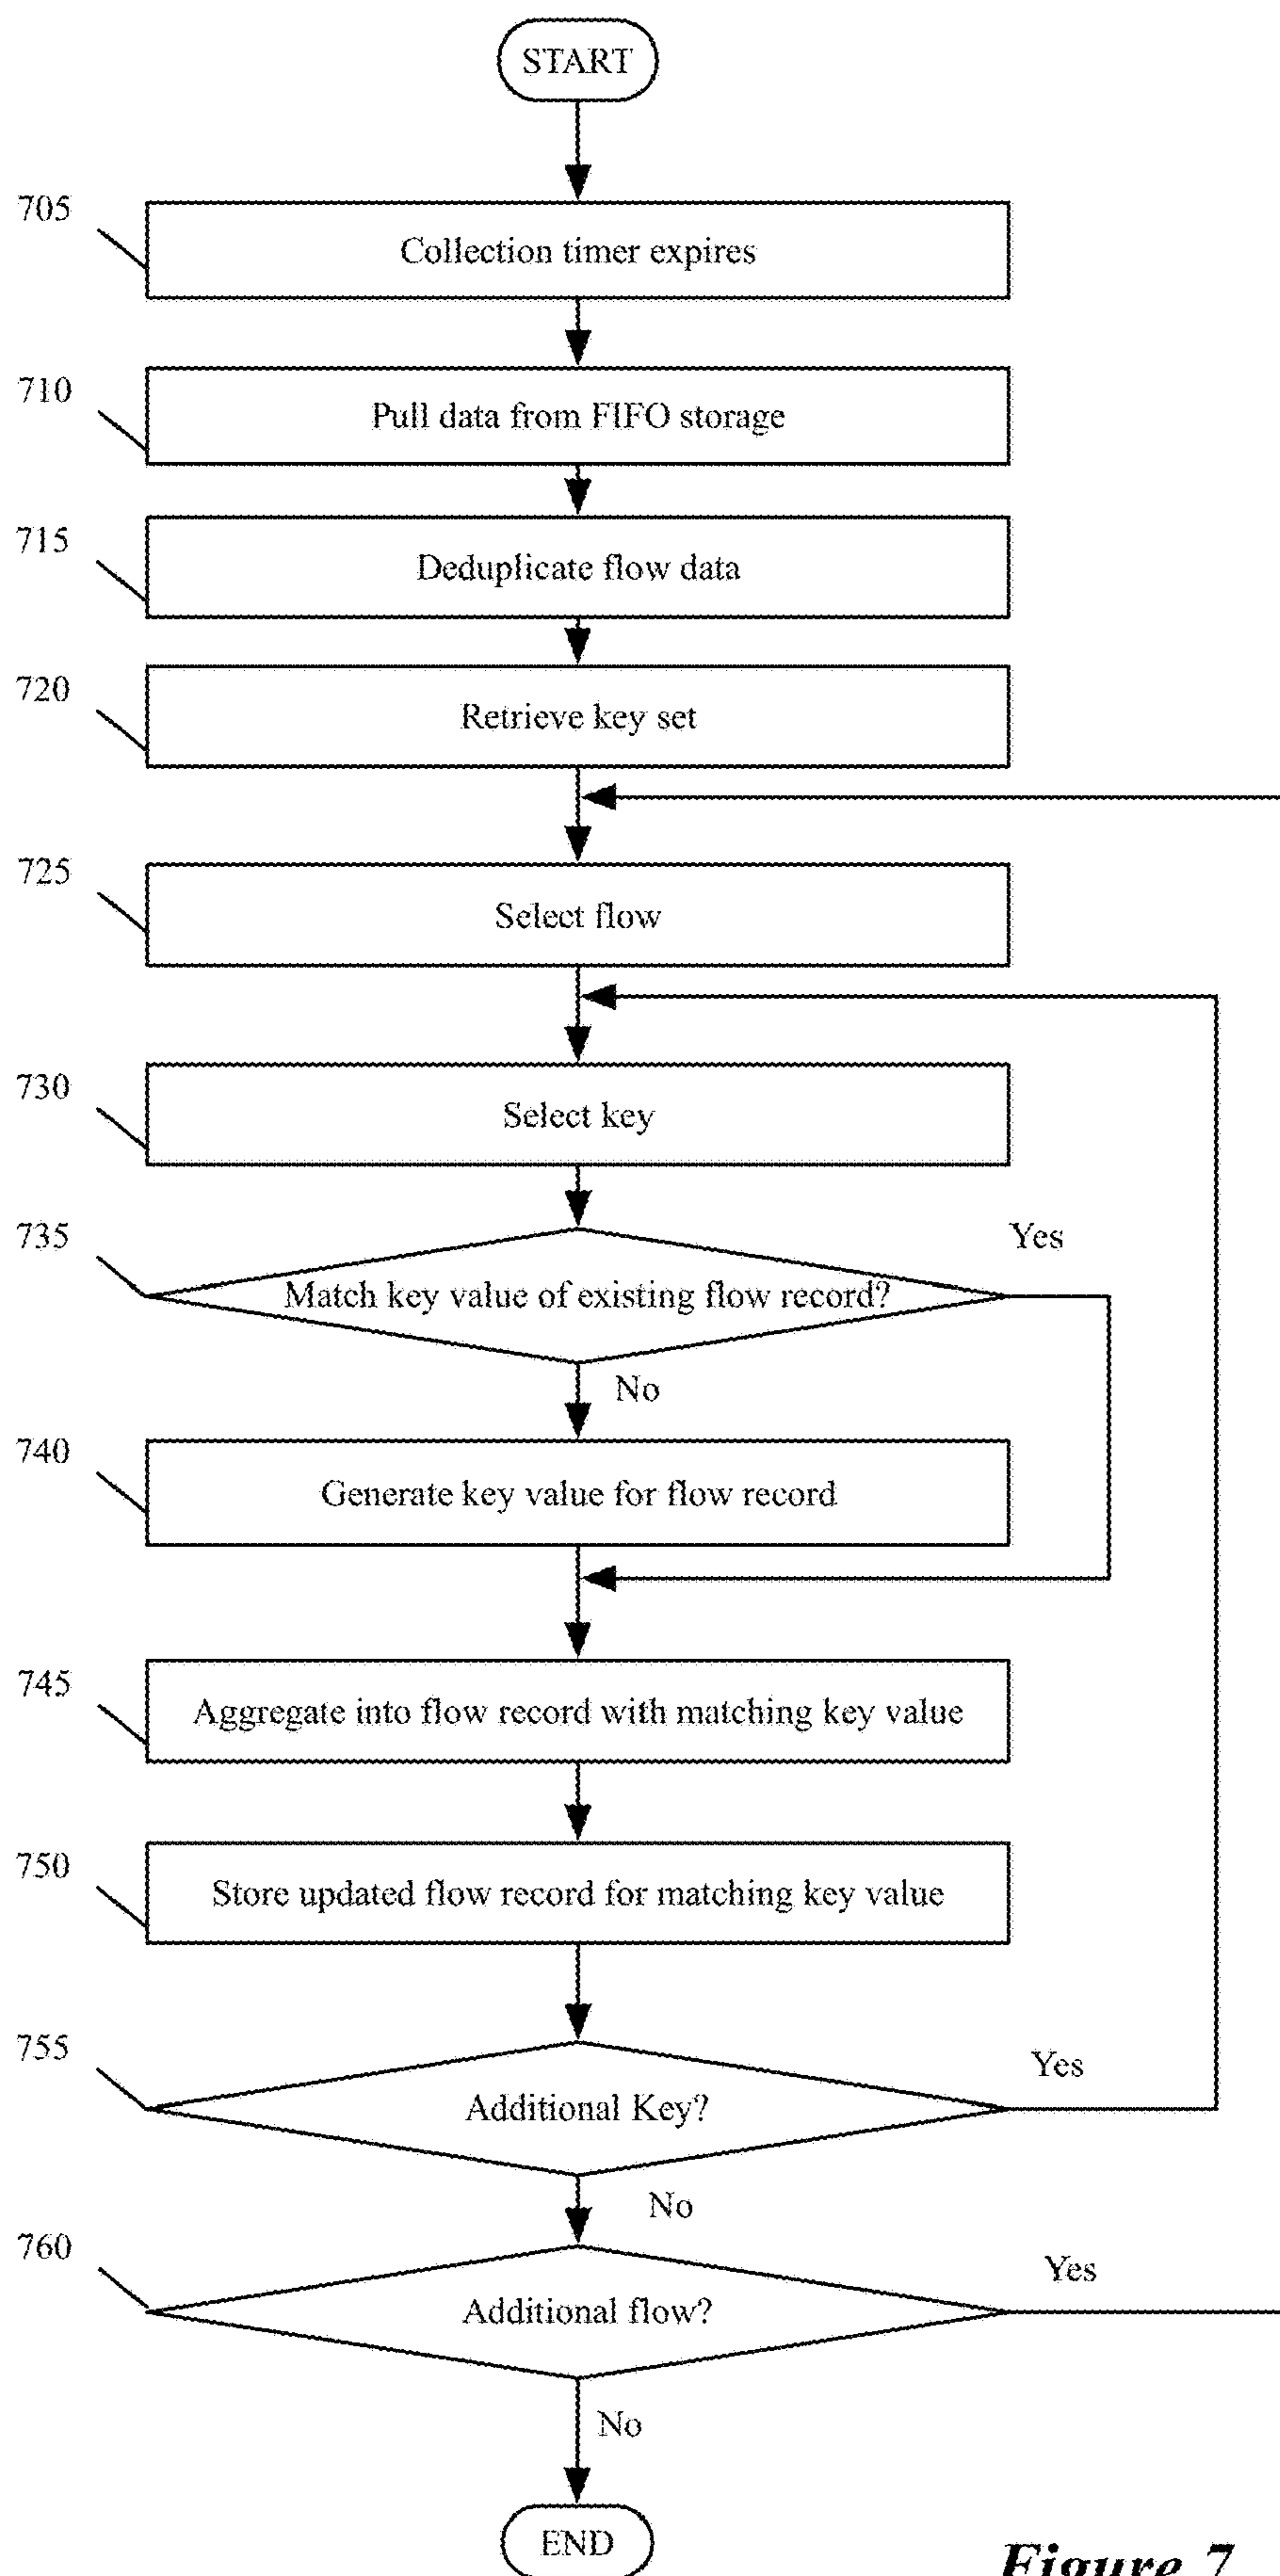 START
705
Collection timer expires
710
Pull data from FIFO storage
715
Deduplicate flow data
720
Retrieve key set
725
Select flow
730
Select key
735
Yes
Match key value of existing flow record?
No
740
Generate key value for flow record
745
Aggregate into flow record with matching key value
750
Store updated flow record for matching key value
755
Yes
Additional Key?
No
760
Yes
Additional flow?
No
END
Figure 7